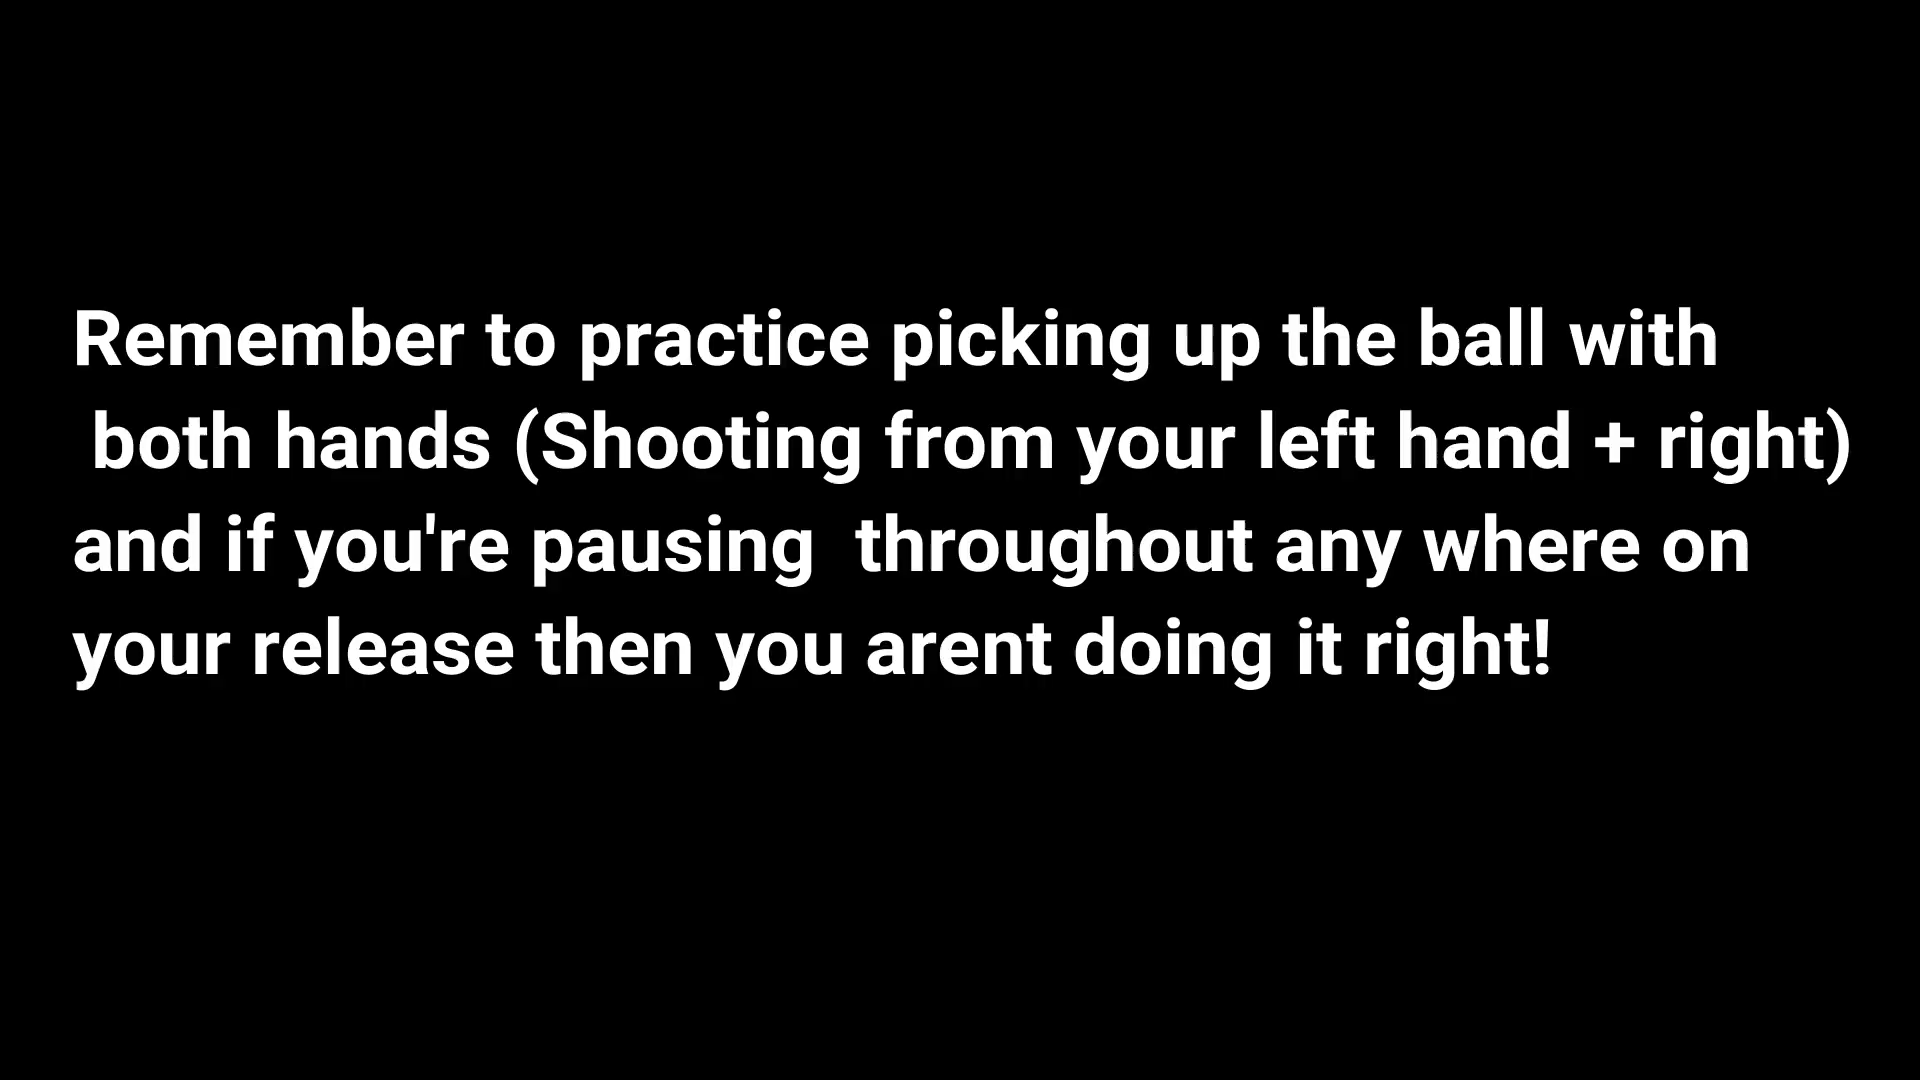 Remember to practice picking up the ball with
both hands (Shooting from your left hand + right)
and if you're pausing  throughout any where on
your release then you arent doing it right!